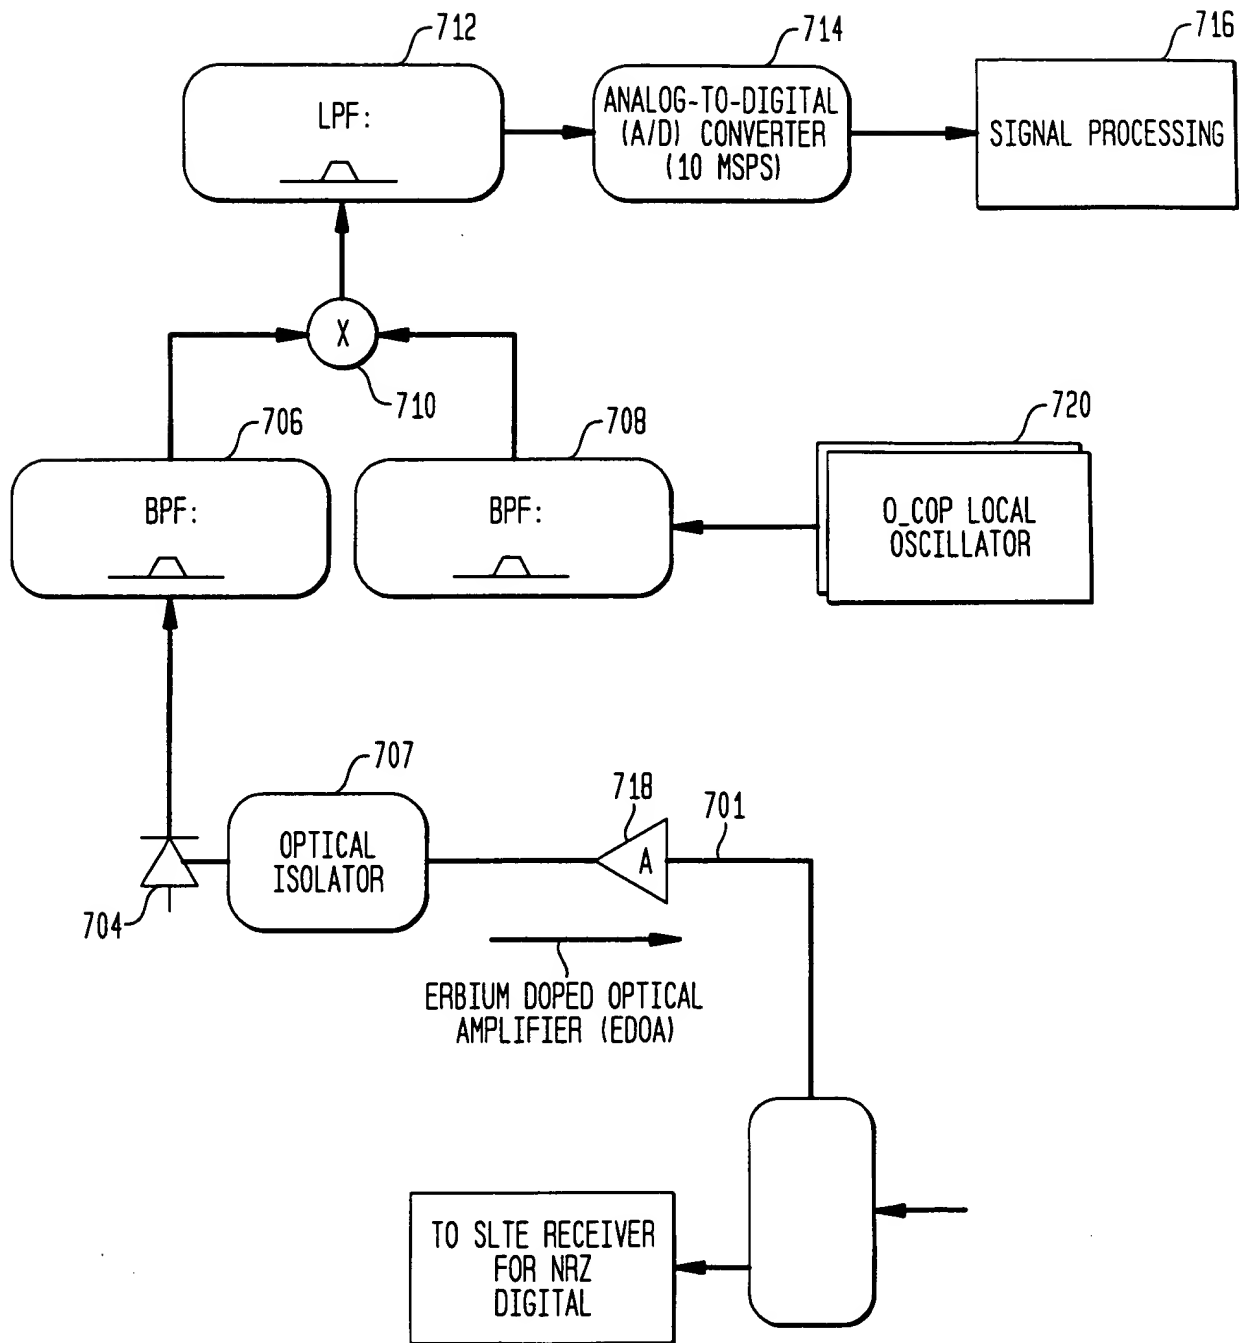 712
LPF:
714
ANALOG-TO-DIGITAL
(A/D) CONVERTER
(10 MSPS)
716
SIGNAL PROCESSING
X
710
706
BPF:
708
BPF:
720
O_COP LOCAL
OSCILLATOR
707
OPTICAL
ISOLATOR
718
A
701
704
ERBIUM DOPED OPTICAL
AMPLIFIER (EDOA)
TO SLTE RECEIVER
FOR NRZ
DIGITAL